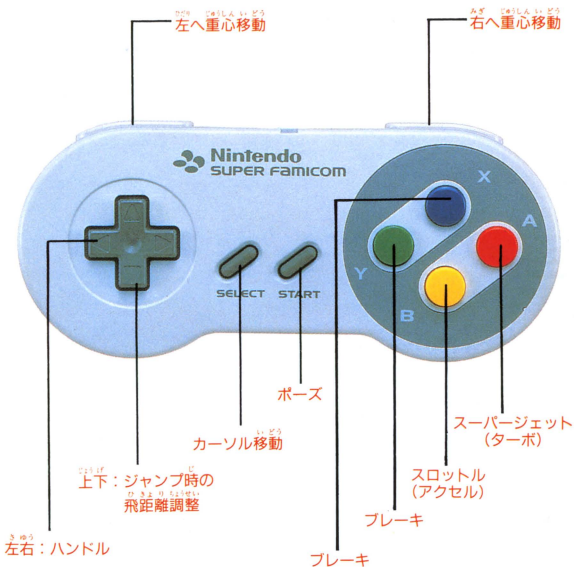 左へ重心移動
右へ重心移動
Nintendo
SUPER FAMICOM
X
A
Y
B
SELECT
START
ポーズ
カーソル移動
スーパージェット
(ターボ)
上下：ジャンプ時の
飛距離調整
スロットル
(アクセル)
ブレーキ
左右：ハンドル
ブレーキ